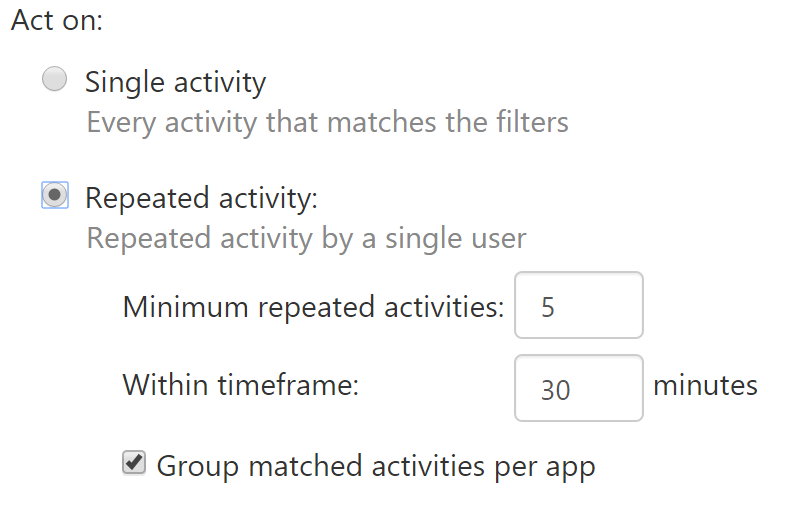 Act on:
Single activity
Every activity that matches the filters
Repeated activity:
Repeated activity by a single user
Minimum repeated activities: 5
Within timeframe: 30 minutes
Group matched activities per app